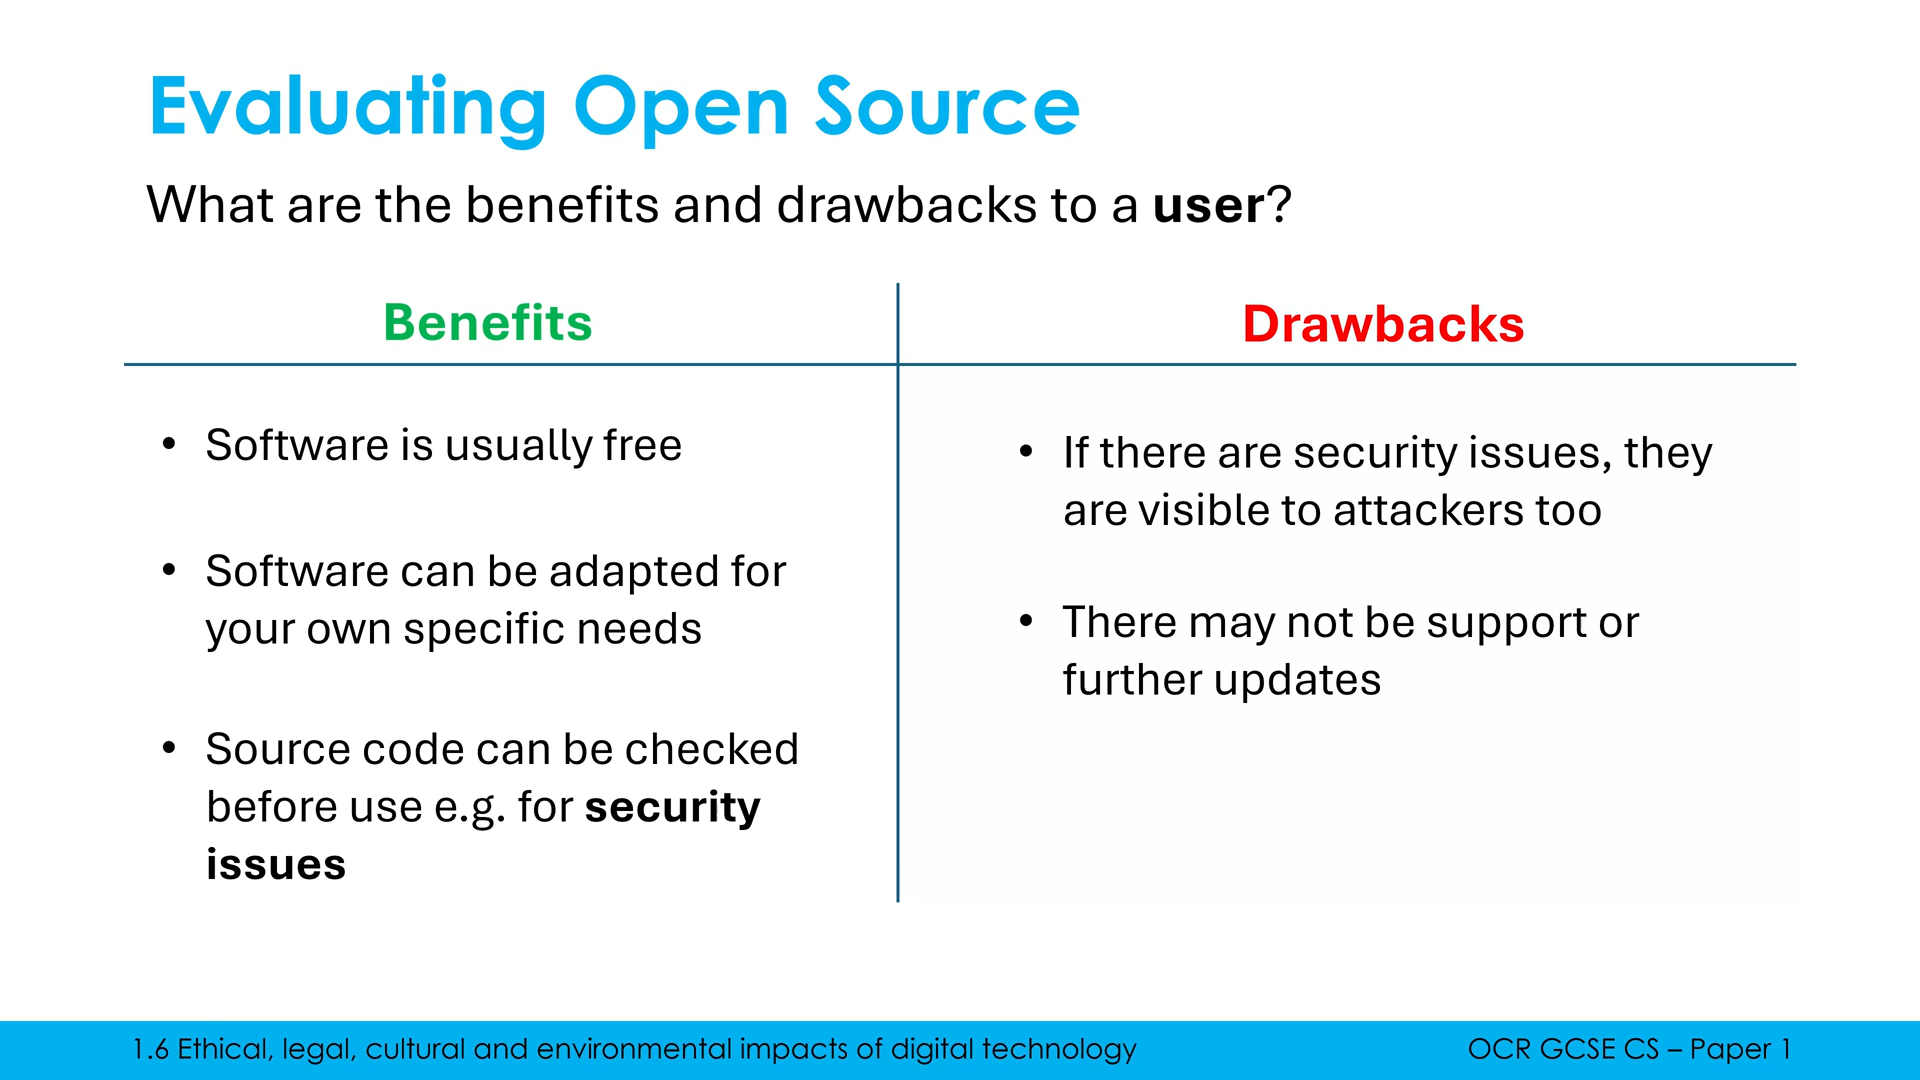 Evaluating Open Source
What are the benefits and drawbacks to a user?
Benefits
• Software is usually free
• Software can be adapted for
your own specific needs
• Source code can be checked
before use e.g. for security
issues
Drawbacks
• If there are security issues, they
are visible to attackers too
• There may not be support or
further updates
1.6 Ethical, legal, cultural and environmental impacts of digital technology
OCR GCSE CS – Paper 1